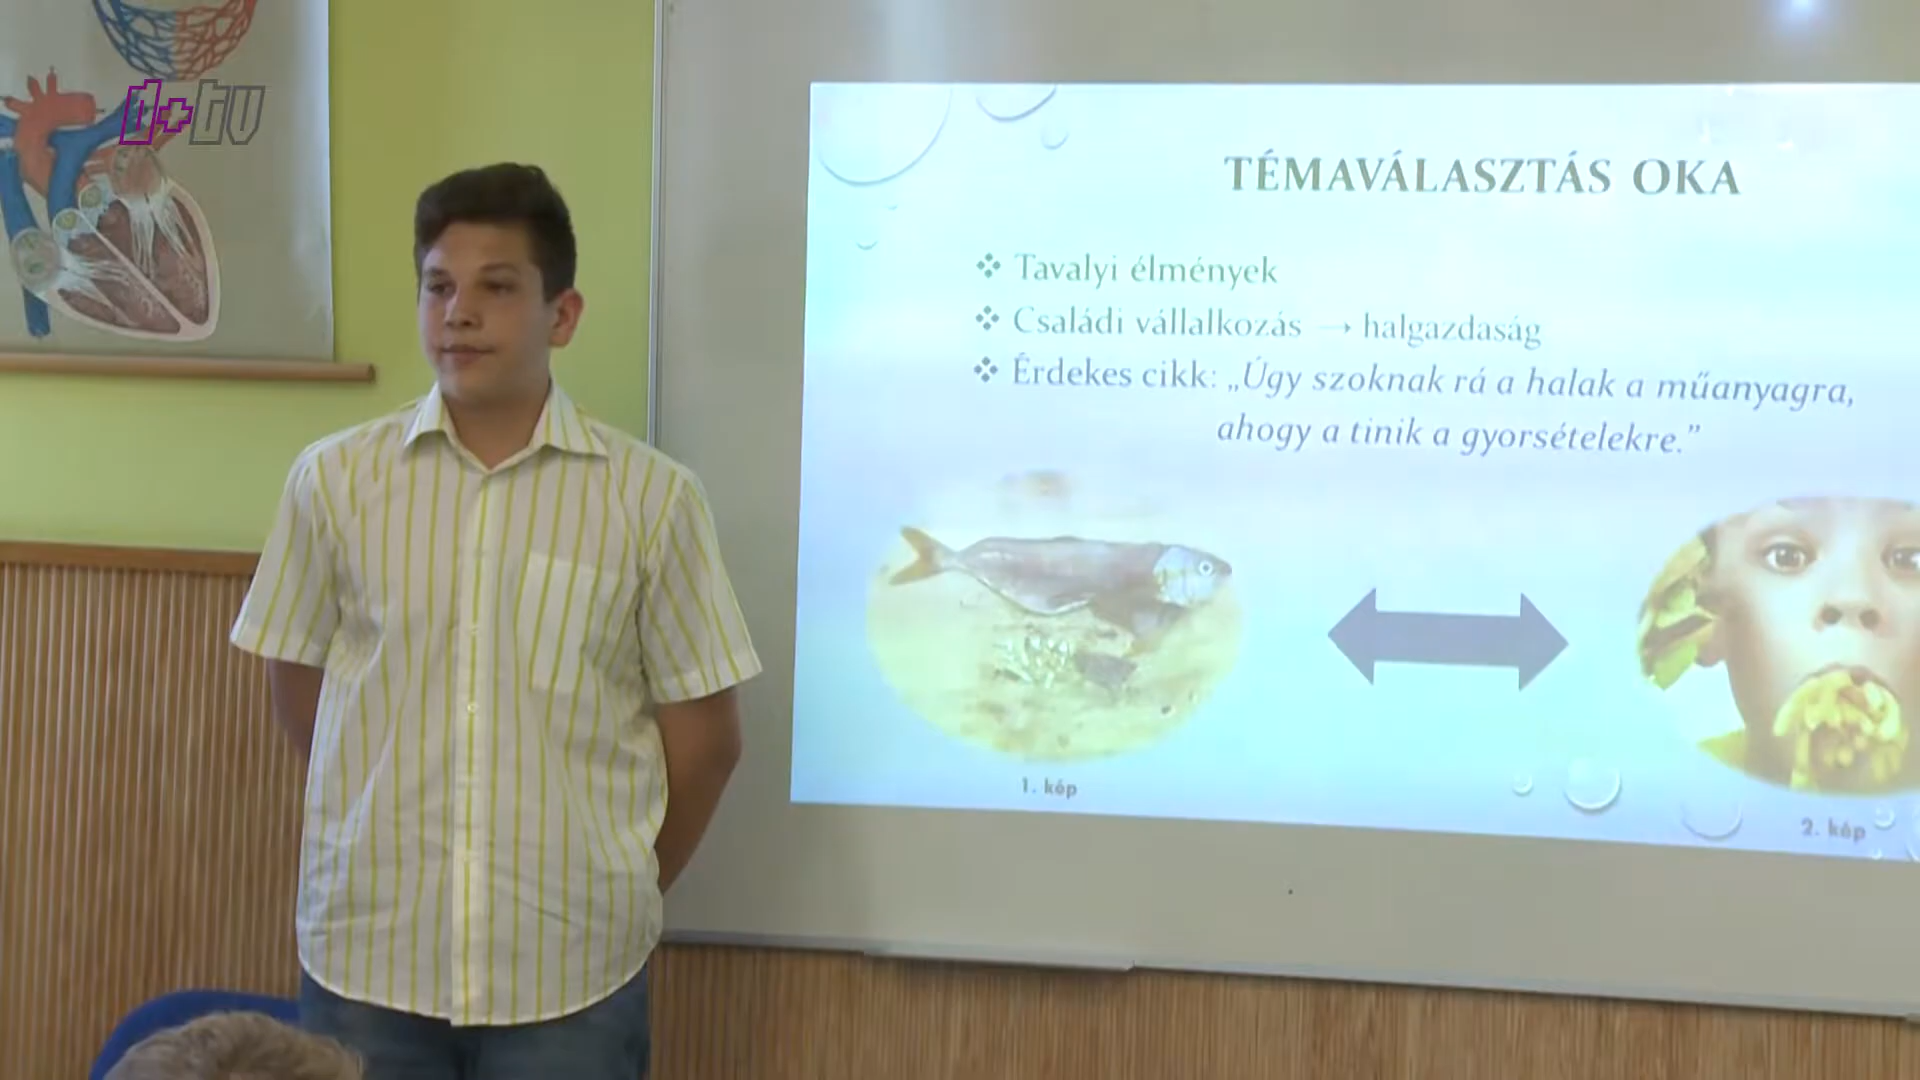 d+tv
TÉMAVÁLASZTÁS OKA
Tavalyi élmények
Családi vállalkozás → halgazdaság
Érdekes cikk: „Úgy szoknak rá a halak a műanyagra,
ahogy a tinik a gyorsételekre.”
1. kép
2. kép